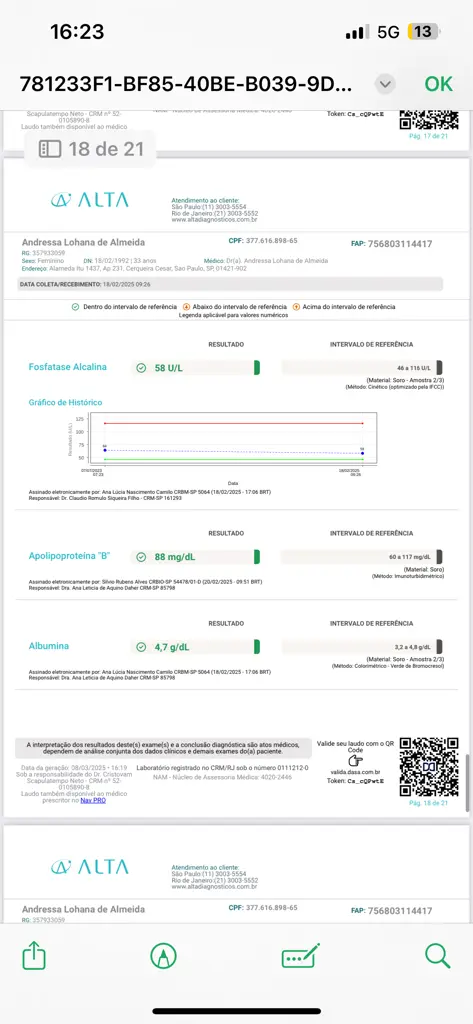 16:23
5G 13
781233F1-BF85-40BE-B039-9D...
OK
Scapulatempo Neto - CRM nº 52-
0105890-8
Laudo também disponível ao médico
Token: Cs_cQPwtE
Pág. 17 de 21
18 de 21
ALTA
Atendimento ao cliente:
São Paulo:(11) 3003-5554
Rio de Janeiro:(21) 3003-5552
www.altadiagnosticos.com.br
Andressa Lohana de Almeida
CPF: 377.616.898-65
FAP: 756803114417
RG: 357933059
Sexo: Feminino DN: 18/02/1992 | 33 anos Médico: Dr(a). Andressa Lohana de Almeida
Endereço: Alameda Itu 1437, Ap 231, Cerqueira Cesar, Sao Paulo, SP, 01421-902
DATA COLETA/RECEBIMENTO: 18/02/2025 09:26
Dentro do intervalo de referência Abaixo do intervalo de referência Acima do intervalo de referência
Legenda aplicável para valores numéricos
RESULTADO INTERVALO DE REFERÊNCIA
Fosfatase Alcalina 58 U/L 46 a 116 U/L
(Material: Soro - Amostra 2/3)
(Método: Cinético (optimizado pela IFCC))
Gráfico de Histórico
Resultado (U/L)
125
100
75
50
07:23
18/02/2025
09:26
Data
Assinado eletronicamente por: Ana Lúcia Nascimento Camilo CRBM-SP 5064 (18/02/2025 - 17:06 BRT)
Responsável: Dr. Claudio Romulo Siqueira Filho - CRM-SP 161293
RESULTADO INTERVALO DE REFERÊNCIA
Apolipoproteína "B" 88 mg/dL 60 a 117 mg/dL
(Material: Soro)
(Método: Imunoturbidimétrico)
Assinado eletronicamente por: Silvio Rubens Alves CRBIO-SP 54478/01-D (20/02/2025 - 09:51 BRT)
Responsável: Dra. Ana Leticia de Aquino Daher CRM-SP 85798
RESULTADO INTERVALO DE REFERÊNCIA
Albumina 4,7 g/dL 3,2 a 4,8 g/dL
(Material: Soro - Amostra 2/3)
(Método: Colorimétrico - Verde de Bromocresol)
Assinado eletronicamente por: Ana Lúcia Nascimento Camilo CRBM-SP 5064 (18/02/2025 - 17:06 BRT)
Responsável: Dra. Ana Leticia de Aquino Daher CRM-SP 85798
A interpretação dos resultados deste(s) exame(s) e a conclusão diagnóstica são atos médicos,
dependem de análise conjunta dos dados clínicos e demais exames do(a) paciente.
Valide seu laudo com o QR
Code
valida.dasa.com.br
Token: Cs_cQPwtE
Data da geração: 08/03/2025 • 16:19
Sob a responsabilidade do Dr. Cristovam
Scapulatempo Neto - CRM nº 52-
0105890-8
Laudo também disponível ao médico
prescritor no Nav PRO
Laboratório registrado no CRM/RJ sob o número 0111212-0
NAM - Núcleo de Assessoria Médica: 4020-2446
Pág. 18 de 21
ALTA
Atendimento ao cliente:
São Paulo:(11) 3003-5554
Rio de Janeiro:(21) 3003-5552
www.altadiagnosticos.com.br
Andressa Lohana de Almeida
CPF: 377.616.898-65
FAP: 756803114417
RG: 357933059